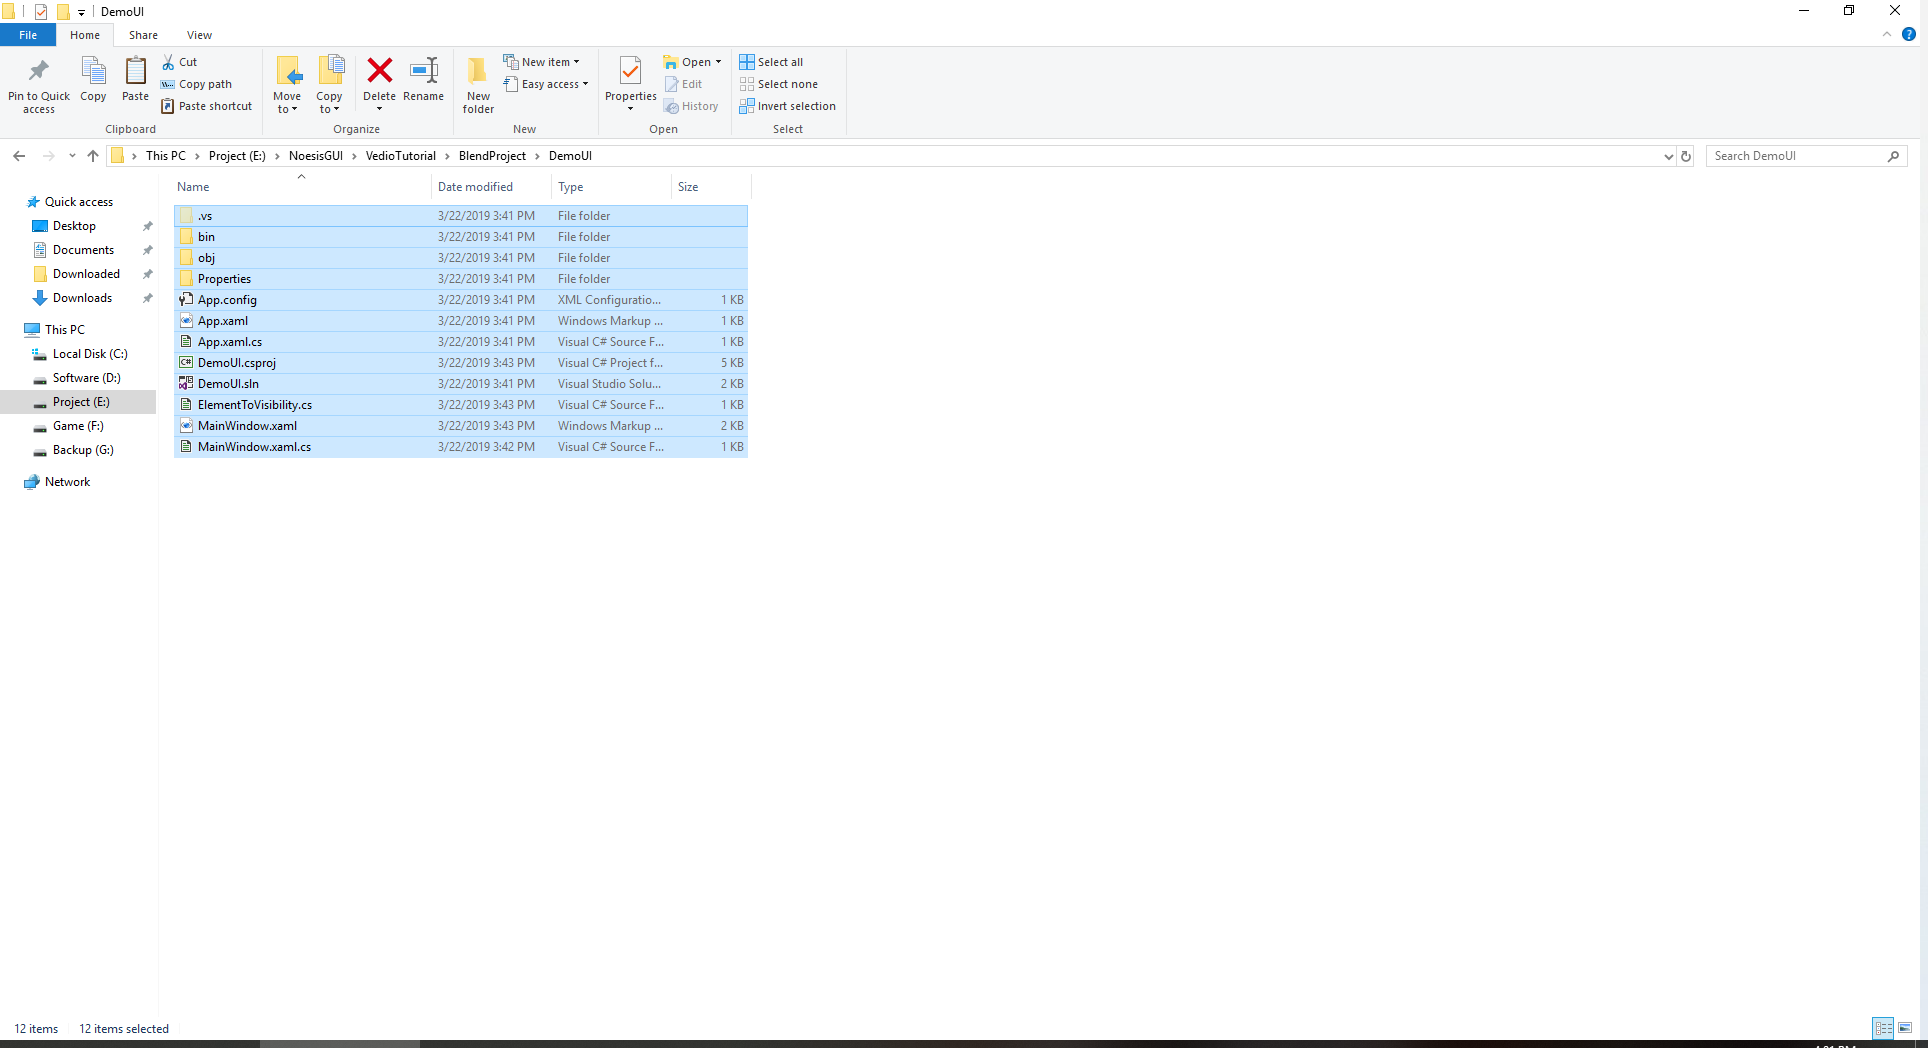 DemoUI
File Home Share View
Pin to Quick access
Copy
Paste
Cut
Copy path
Paste shortcut
Clipboard
Move to
Copy to
Delete
Rename
Organize
New folder
New item
Easy access
New
Properties
Open
Edit
History
Open
Select all
Select none
Invert selection
Select
This PC > Project (E:) > NoesisGUI > VedioTutorial > BlendProject > DemoUI
Search DemoUI
Quick access
Desktop
Documents
Downloaded
Downloads
This PC
Local Disk (C:)
Software (D:)
Project (E:)
Game (F:)
Backup (G:)
Network
Name Date modified Type Size
.vs 3/22/2019 3:41 PM File folder
bin 3/22/2019 3:41 PM File folder
obj 3/22/2019 3:41 PM File folder
Properties 3/22/2019 3:41 PM File folder
App.config 3/22/2019 3:41 PM XML Configuratio... 1 KB
App.xaml 3/22/2019 3:41 PM Windows Markup ... 1 KB
App.xaml.cs 3/22/2019 3:41 PM Visual C# Source F... 1 KB
DemoUI.csproj 3/22/2019 3:43 PM Visual C# Project f... 5 KB
DemoUI.sln 3/22/2019 3:41 PM Visual Studio Solu... 2 KB
ElementToVisibility.cs 3/22/2019 3:43 PM Visual C# Source F... 1 KB
MainWindow.xaml 3/22/2019 3:43 PM Windows Markup ... 2 KB
MainWindow.xaml.cs 3/22/2019 3:42 PM Visual C# Source F... 1 KB
12 items 12 items selected